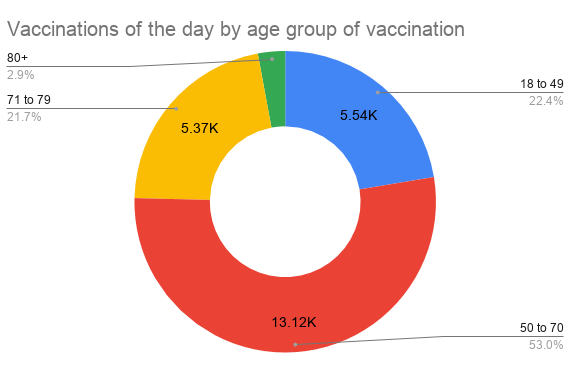 Vaccinations of the day by age group of vaccination
80+
2.9%
71 to 79
21.7%
18 to 49
22.4%
5.54K
5.37K
13.12K
50 to 70
53.0%